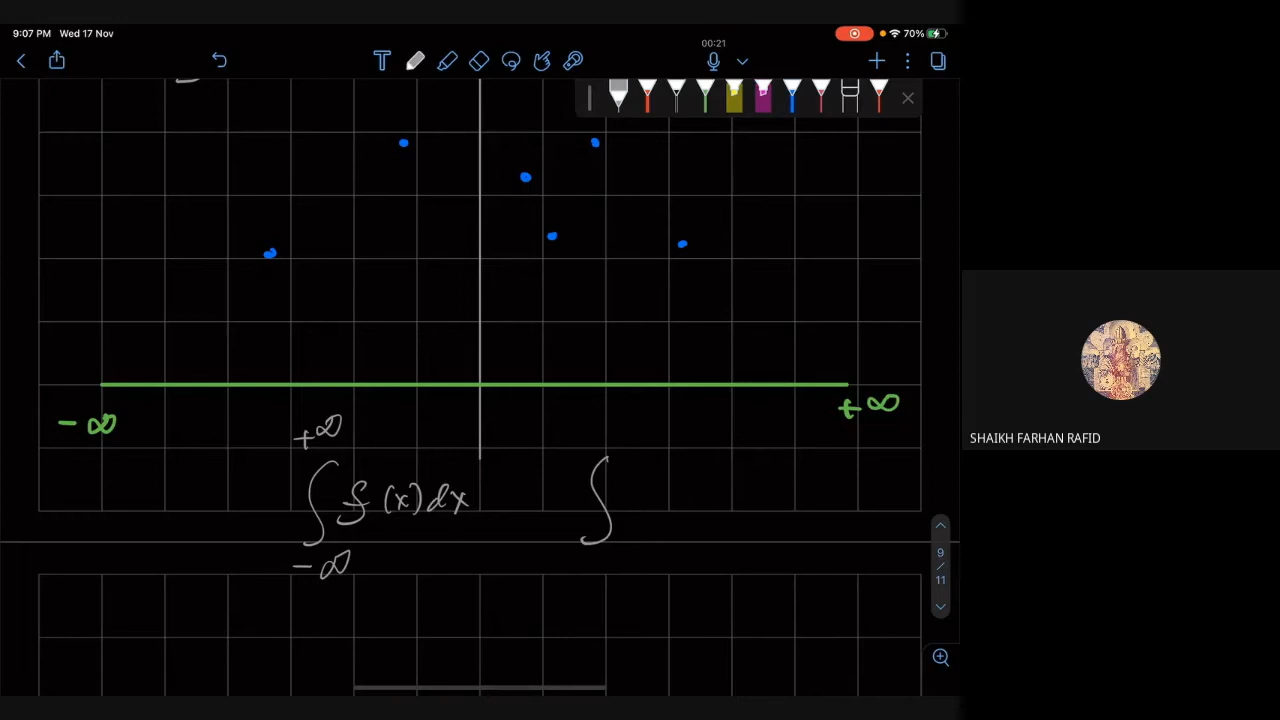 9:07 PM Wed 17 Nov
70%
00:21
T
- ∞
+ ∞
+∞
∫ f(x)dx
-∞
∫
9
/
11
SHAIKH FARHAN RAFID